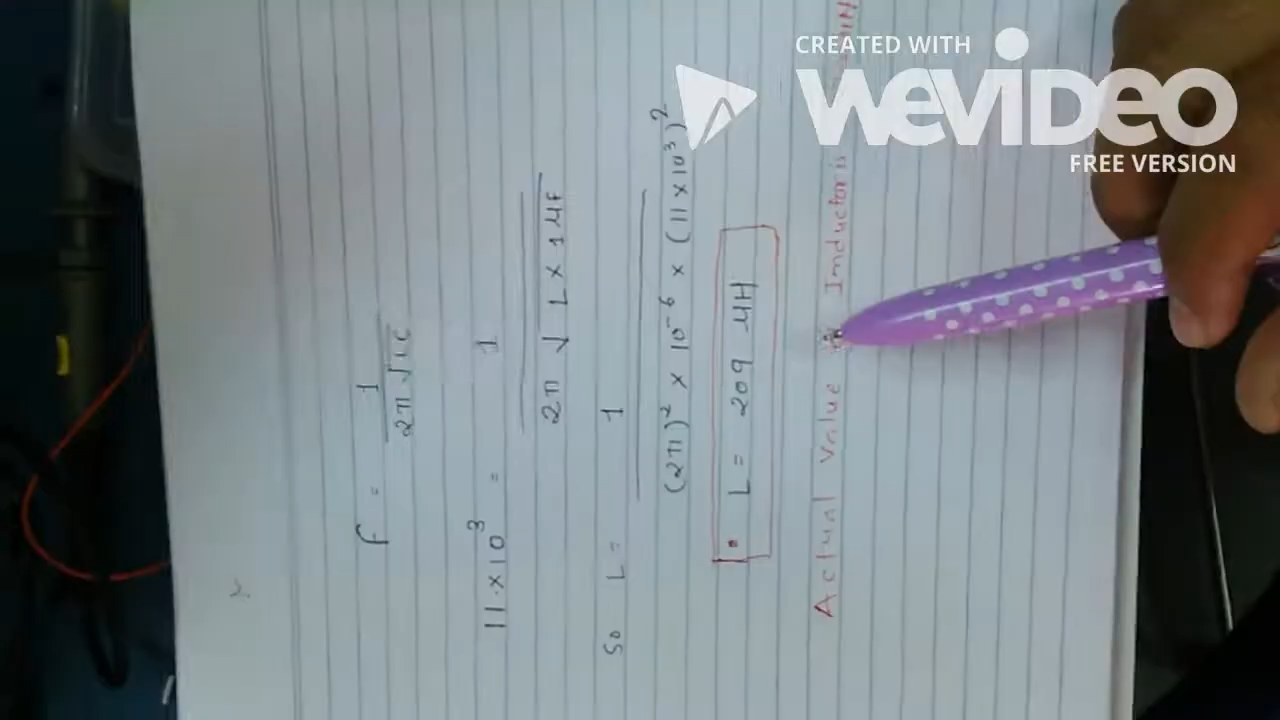 f = 1
2π √LC
11 × 10³ = 1
2π √ L × 1 µF
So L = 1
(2π)² × 10⁻⁶ × (11 × 10³)²
L = 209 µH
Actual Value Inductor is
CREATED WITH
WEVIDEO
FREE VERSION